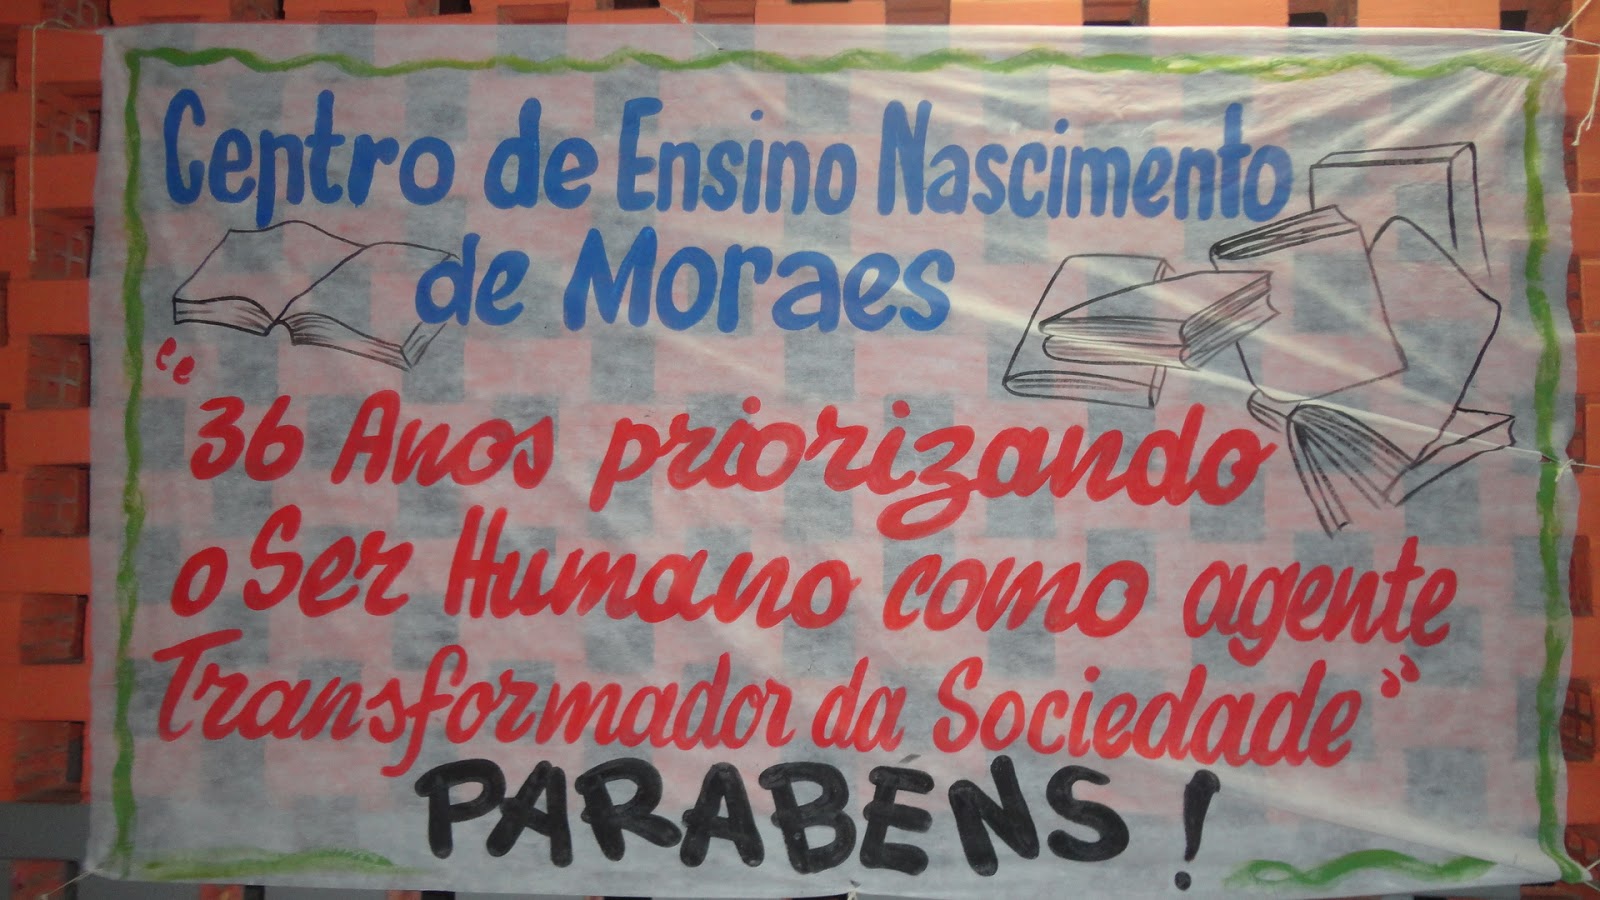 Centro de Ensino Nascimento
de Moraes
"36 Anos priorizando
o Ser Humano como agente
Transformador da Sociedade"
PARABÉNS!